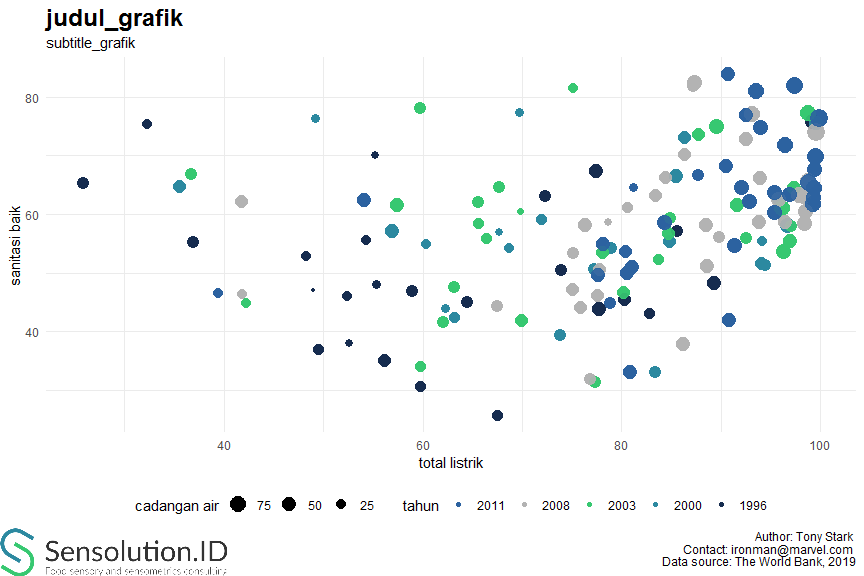 judul_grafik
subtitle_grafik
80
60
40
sanitasi baik
40 60 80 100
total listrik
cadangan air 75 50 25 tahun 2011 2008 2003 2000 1996
Sensolution.ID
Food sensory and sensometrics consulting
Author: Tony Stark
Contact: ironman@marvel.com
Data source: The World Bank, 2019